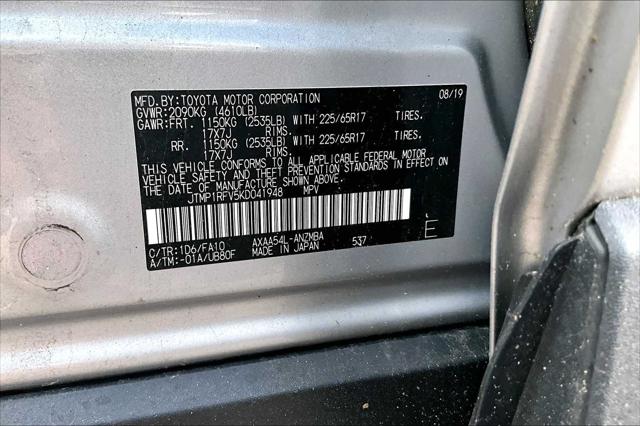 MFD. BY:TOYOTA MOTOR CORPORATION 08/19
GVWR:2090KG (4610LB)
GAWR:FRT. 1150KG (2535LB) WITH 225/65R17 TIRES.
17X7J RIMS.
RR. 1150KG (2535LB) WITH 225/65R17 TIRES.
17X7J RIMS.
THIS VEHICLE CONFORMS TO ALL APPLICABLE FEDERAL MOTOR
VEHICLE SAFETY AND THEFT PREVENTION STANDARDS IN EFFECT ON
THE DATE OF MANUFACTURE SHOWN ABOVE.
JTMP1RFV5KD041948 MPV
C/TR:1D6/FA10 AXAA54L-ANZMBA
A/TM:-01A/UB80F MADE IN JAPAN 537 E